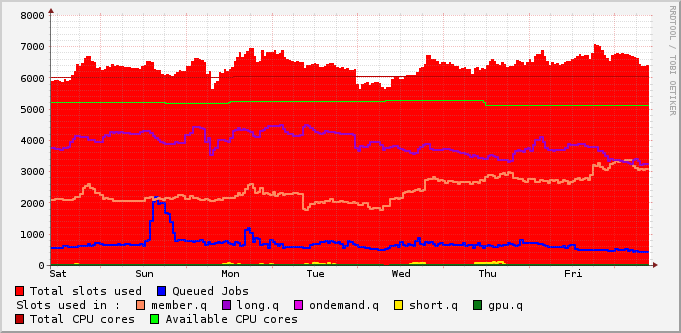 8000
7000
6000
5000
4000
3000
2000
1000
0
Sat Sun Mon Tue Wed Thu Fri
Total slots used Queued Jobs
Slots used in : member.q long.q ondemand.q short.q gpu.q
Total CPU cores Available CPU cores
RRDTOOL / TOBI OETIKER